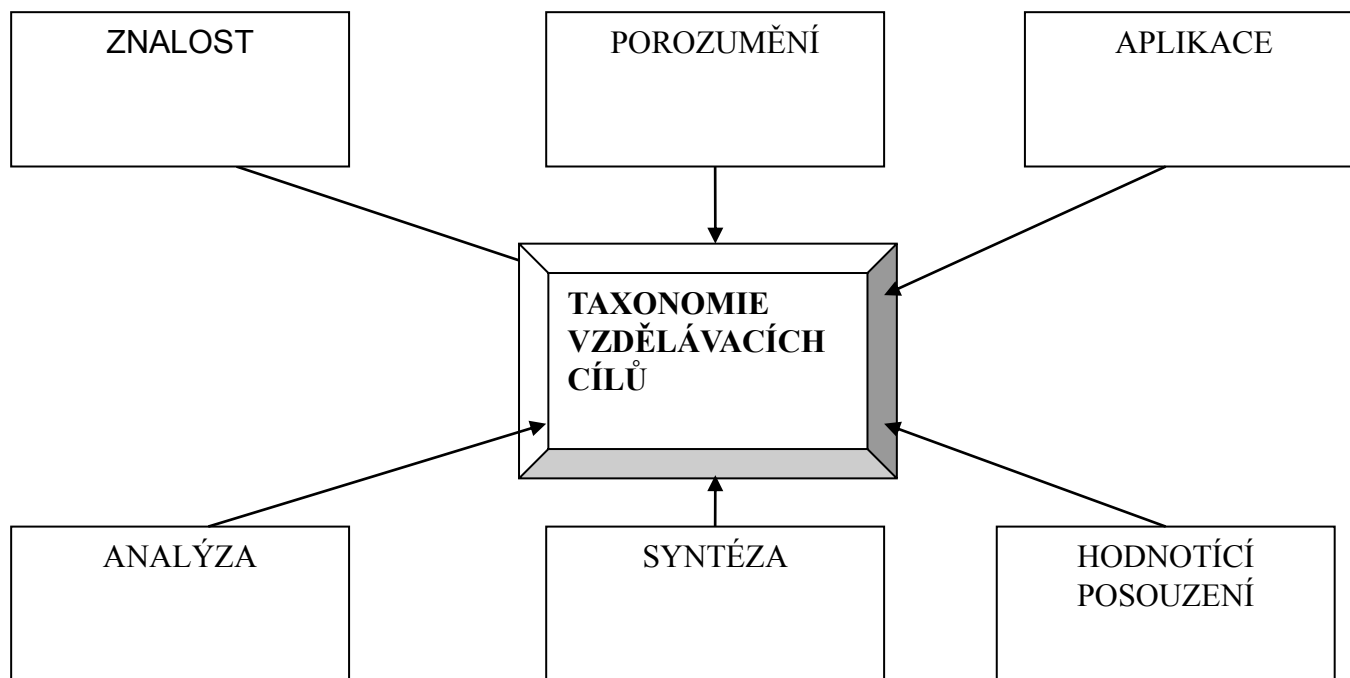 ZNALOST
POROZUMĚNÍ
APLIKACE
TAXONOMIE
VZDĚLÁVACÍCH
CÍLŮ
ANALÝZA
SYNTÉZA
HODNOTÍCÍ
POSOUZENÍ